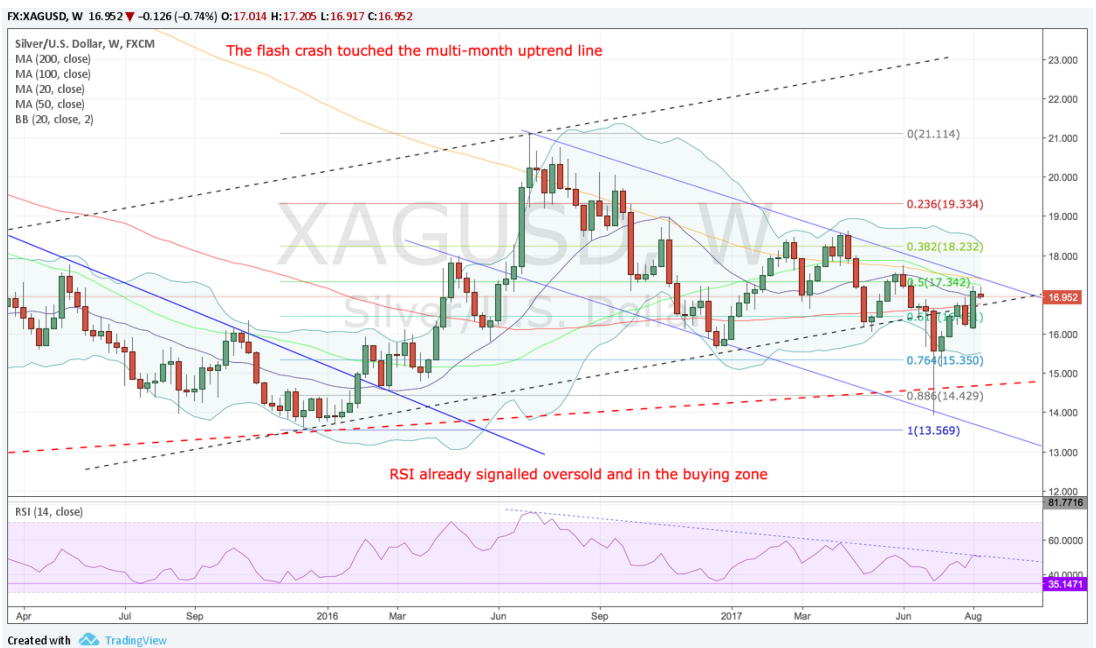 FX:XAGUSD, W 16.952 ▼ −0.126 (−0.74%) O:17.014 H:17.205 L:16.917 C:16.952
Silver/U.S. Dollar, W, FXCM
The flash crash touched the multi-month uptrend line
MA (200, close)
MA (100, close)
MA (20, close)
MA (50, close)
BB (20, close, 2)
XAGUSD, W
Silver/U.S. Dollar
0(21.114)
0.236(19.334)
0.382(18.232)
0.5(17.342)
0.764(15.350)
0.886(14.429)
1(13.569)
RSI already signalled oversold and in the buying zone
23.000
22.000
21.000
20.000
19.000
18.000
16.952
16.000
15.000
14.000
13.000
12.000
RSI (14, close)
81.7716
60.0000
40.0000
35.1471
Apr Jul Sep 2016 Mar Jun Sep 2017 Mar Jun Aug
Created with TradingView